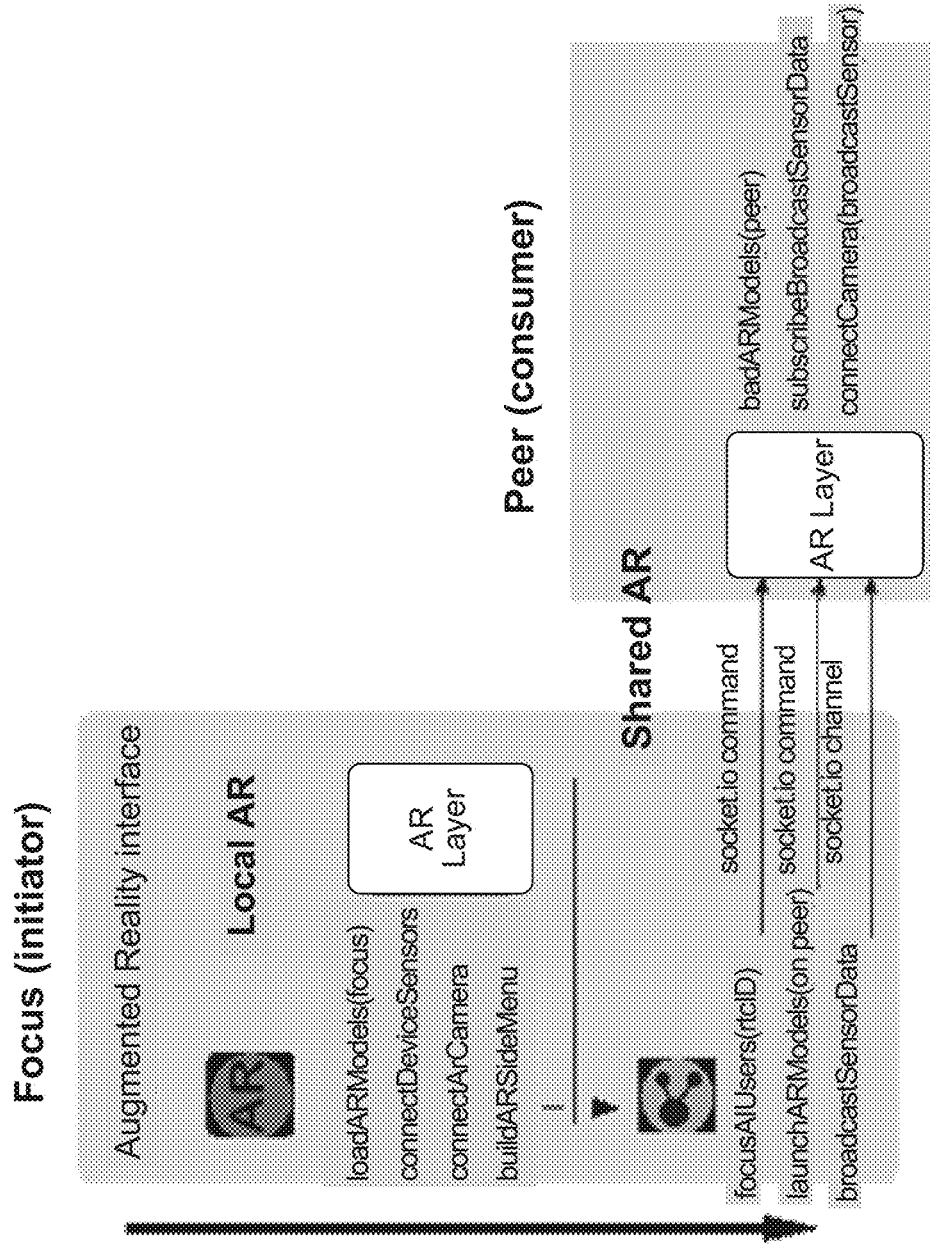 Focus (initiator)
Augmented Reality interface
AR
Local AR
loadARModels(focus)
connectDeviceSensors
connectArCamera
buildARSideMenu
AR
Layer
Shared AR
Peer (consumer)
focusAlUsers(rtcID)
socket.io command
launchARModels(on peer)
socket.io command
broadcastSensorData
socket.io channel
AR Layer
badARModels(peer)
subscribeBroadcastSensorData
connectCamera(broadcastSensor)